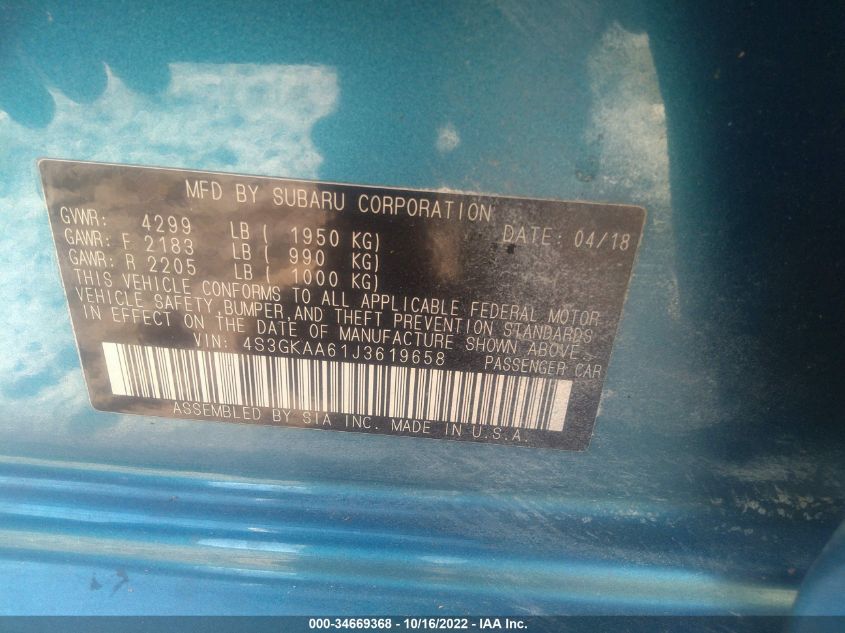 MFD BY SUBARU CORPORATION
GVWR: 4299 LB ( 1950 KG) DATE: 04/18
GAWR: F 2183 LB ( 990 KG)
GAWR: R 2205 LB ( 1000 KG)
THIS VEHICLE CONFORMS TO ALL APPLICABLE FEDERAL MOTOR
VEHICLE SAFETY,BUMPER,AND THEFT PREVENTION STANDARDS
IN EFFECT ON THE DATE OF MANUFACTURE SHOWN ABOVE.
VIN: 4S3GKAA61J3619658 PASSENGER CAR
ASSEMBLED BY SIA INC. MADE IN U.S.A.
000-34669368 - 10/16/2022 - IAA Inc.